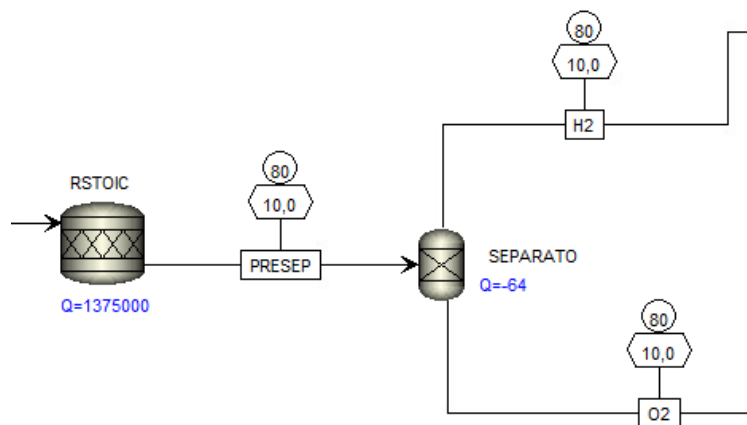 80
10,0
H2
RSTOIC
80
10,0
PRESEP
Q=1375000
SEPARATO
Q=-64
80
10,0
O2